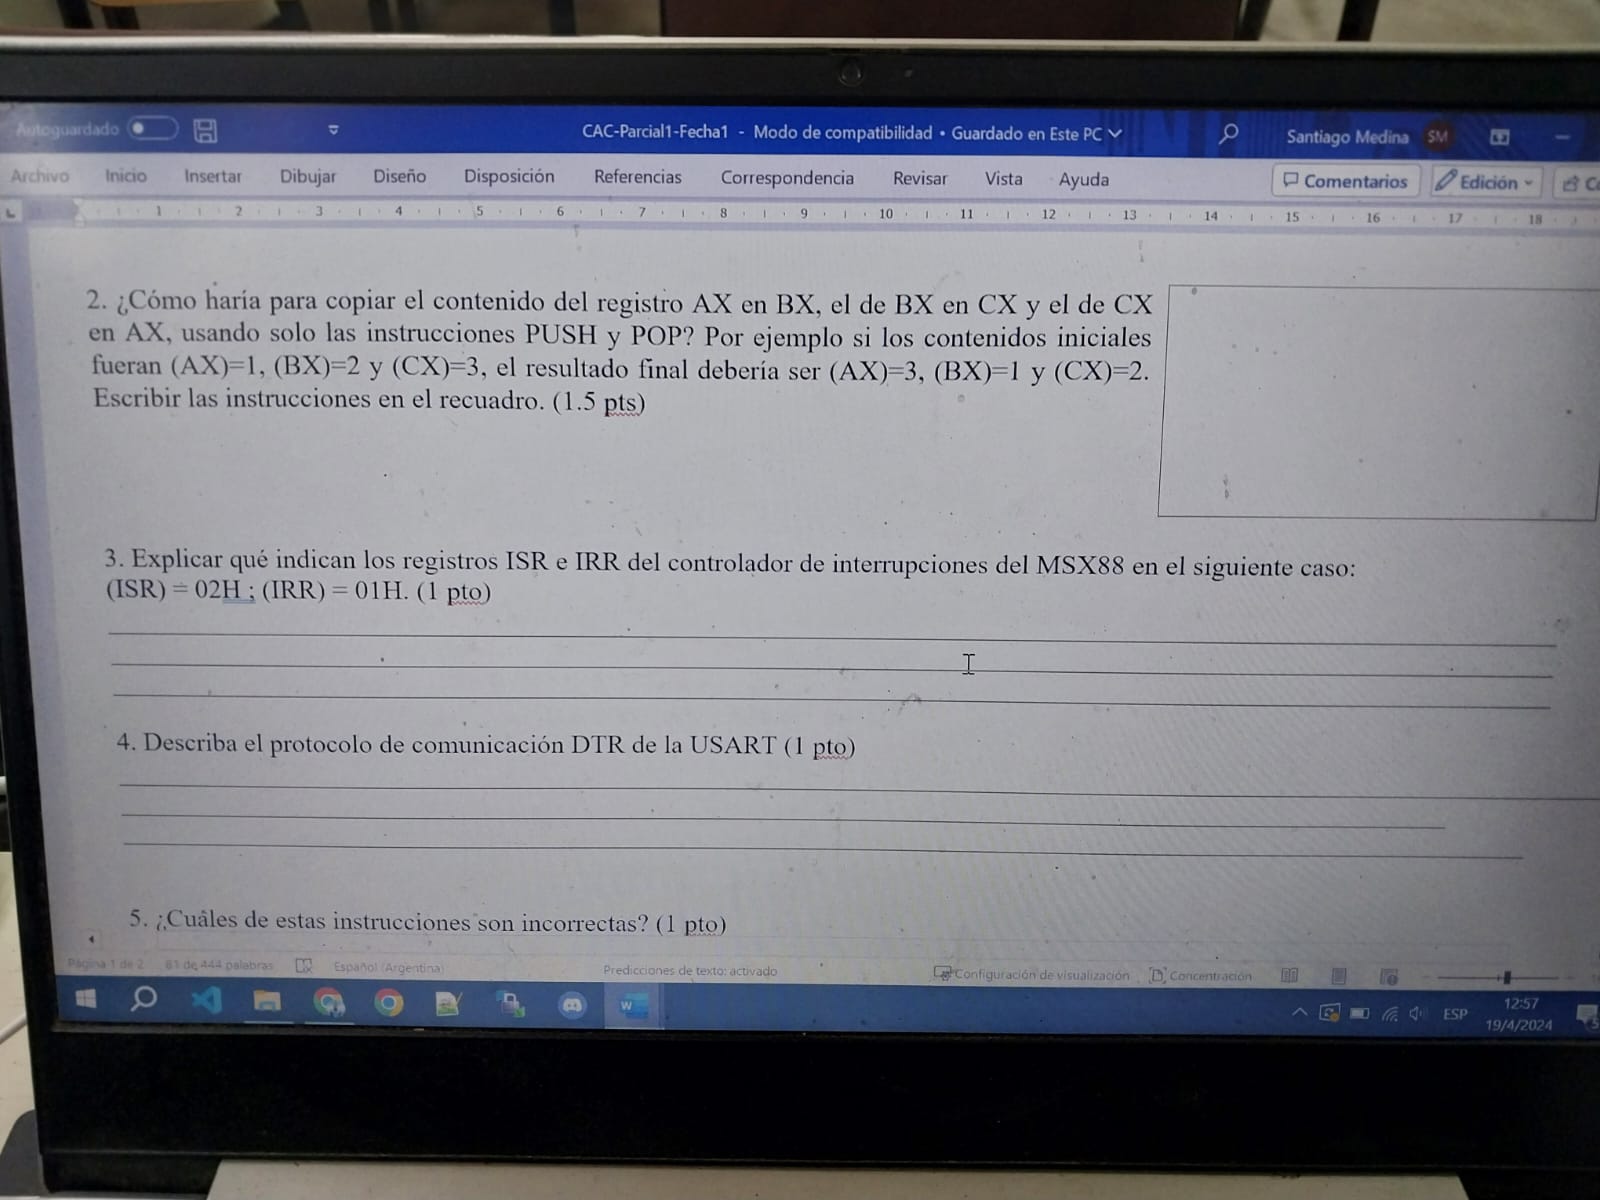 Autoguardado
CAC-Parcial1-Fecha1 - Modo de compatibilidad • Guardado en Este PC
Santiago Medina SM
Archivo Inicio Insertar Dibujar Diseño Disposición Referencias Correspondencia Revisar Vista Ayuda Comentarios Edición
1 2 3 4 5 6 7 8 9 10 11 12 13 14 15 16 17 18
2. ¿Cómo haría para copiar el contenido del registro AX en BX, el de BX en CX y el de CX
en AX, usando solo las instrucciones PUSH y POP? Por ejemplo si los contenidos iniciales
fueran (AX)=1, (BX)=2 y (CX)=3, el resultado final debería ser (AX)=3, (BX)=1 y (CX)=2.
Escribir las instrucciones en el recuadro. (1.5 pts)
3. Explicar qué indican los registros ISR e IRR del controlador de interrupciones del MSX88 en el siguiente caso:
(ISR) = 02H ; (IRR) = 01H. (1 pto)
4. Describa el protocolo de comunicación DTR de la USART (1 pto)
5. ¿Cuáles de estas instrucciones son incorrectas? (1 pto)
Página 1 de 2 81 de 444 palabras Español (Argentina) Predicciones de texto: activado Configuración de visualización Concentración
ESP
12:57
19/4/2024